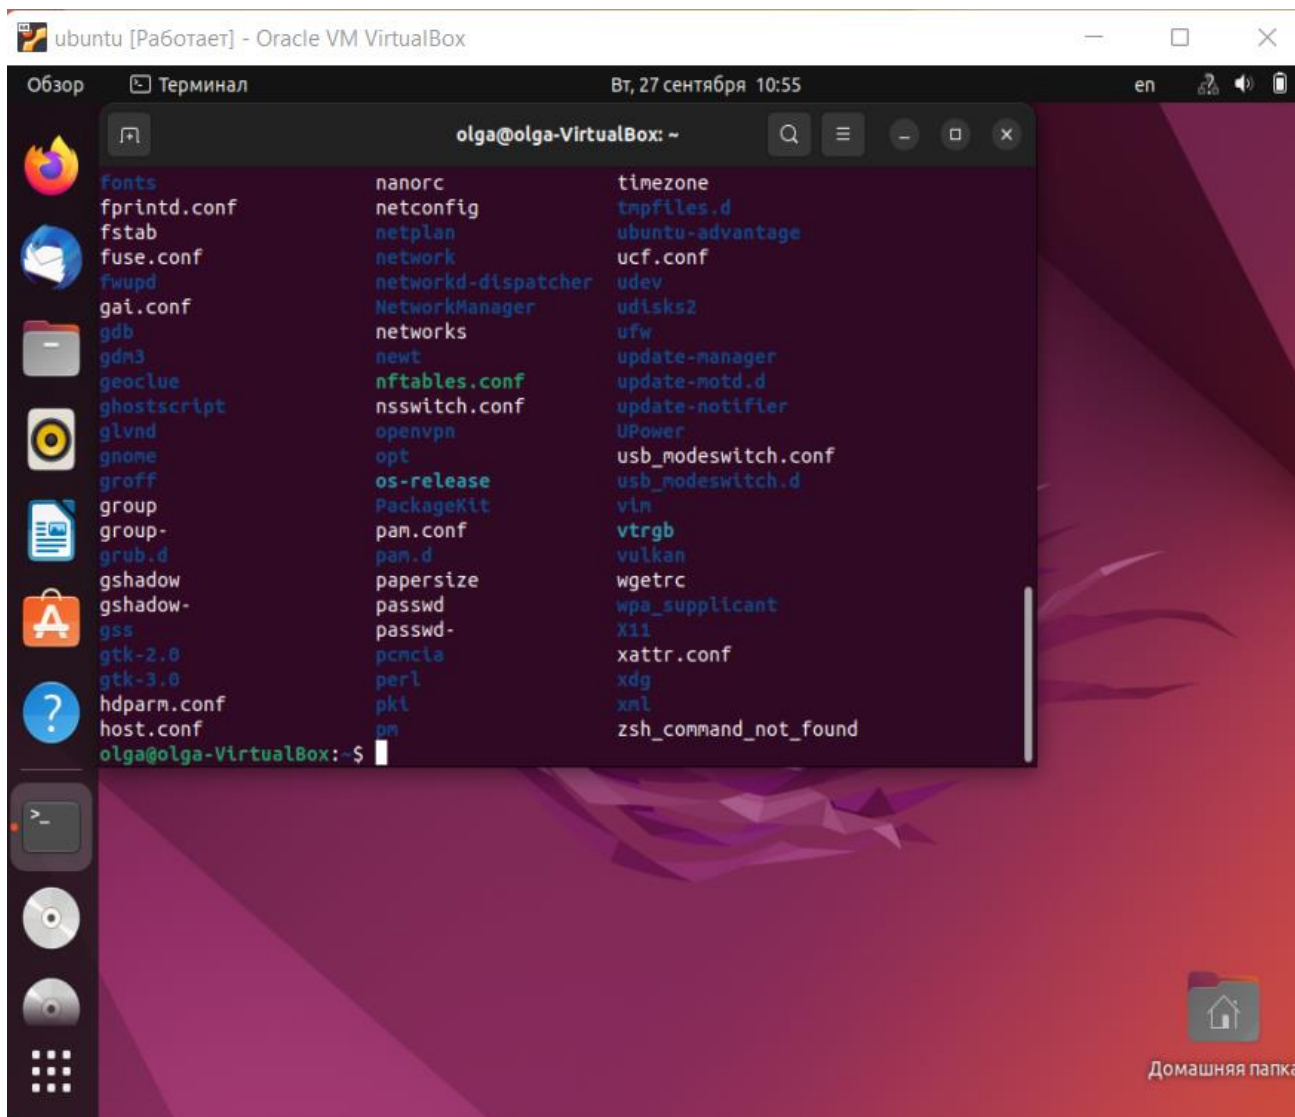 ubuntu [Работает] - Oracle VM VirtualBox
Обзор Терминал Вт, 27 сентября 10:55 en
olga@olga-VirtualBox: ~
fonts nanorc timezone
fprintd.conf netconfig tmpfiles.d
fstab netplan ubuntu-advantage
fuse.conf network ucf.conf
fwupd networkd-dispatcher udev
gai.conf NetworkManager udisks2
gdb networks ufw
gdm3 newt update-manager
geoclue nftables.conf update-motd.d
ghostscript nsswitch.conf update-notifier
glvnd openvpn UPower
gnome opt usb_modeswitch.conf
groff os-release usb_modeswitch.d
group PackageKit vim
group- pam.conf vtrgb
grub.d pam.d vulkan
gshadow papersize wgetrc
gshadow- passwd wpa_supplicant
gss passwd- X11
gtk-2.0 pcmcia xattr.conf
gtk-3.0 perl xdg
hdparm.conf pki xml
host.conf pm zsh_command_not_found
olga@olga-VirtualBox:~$
Домашняя папка